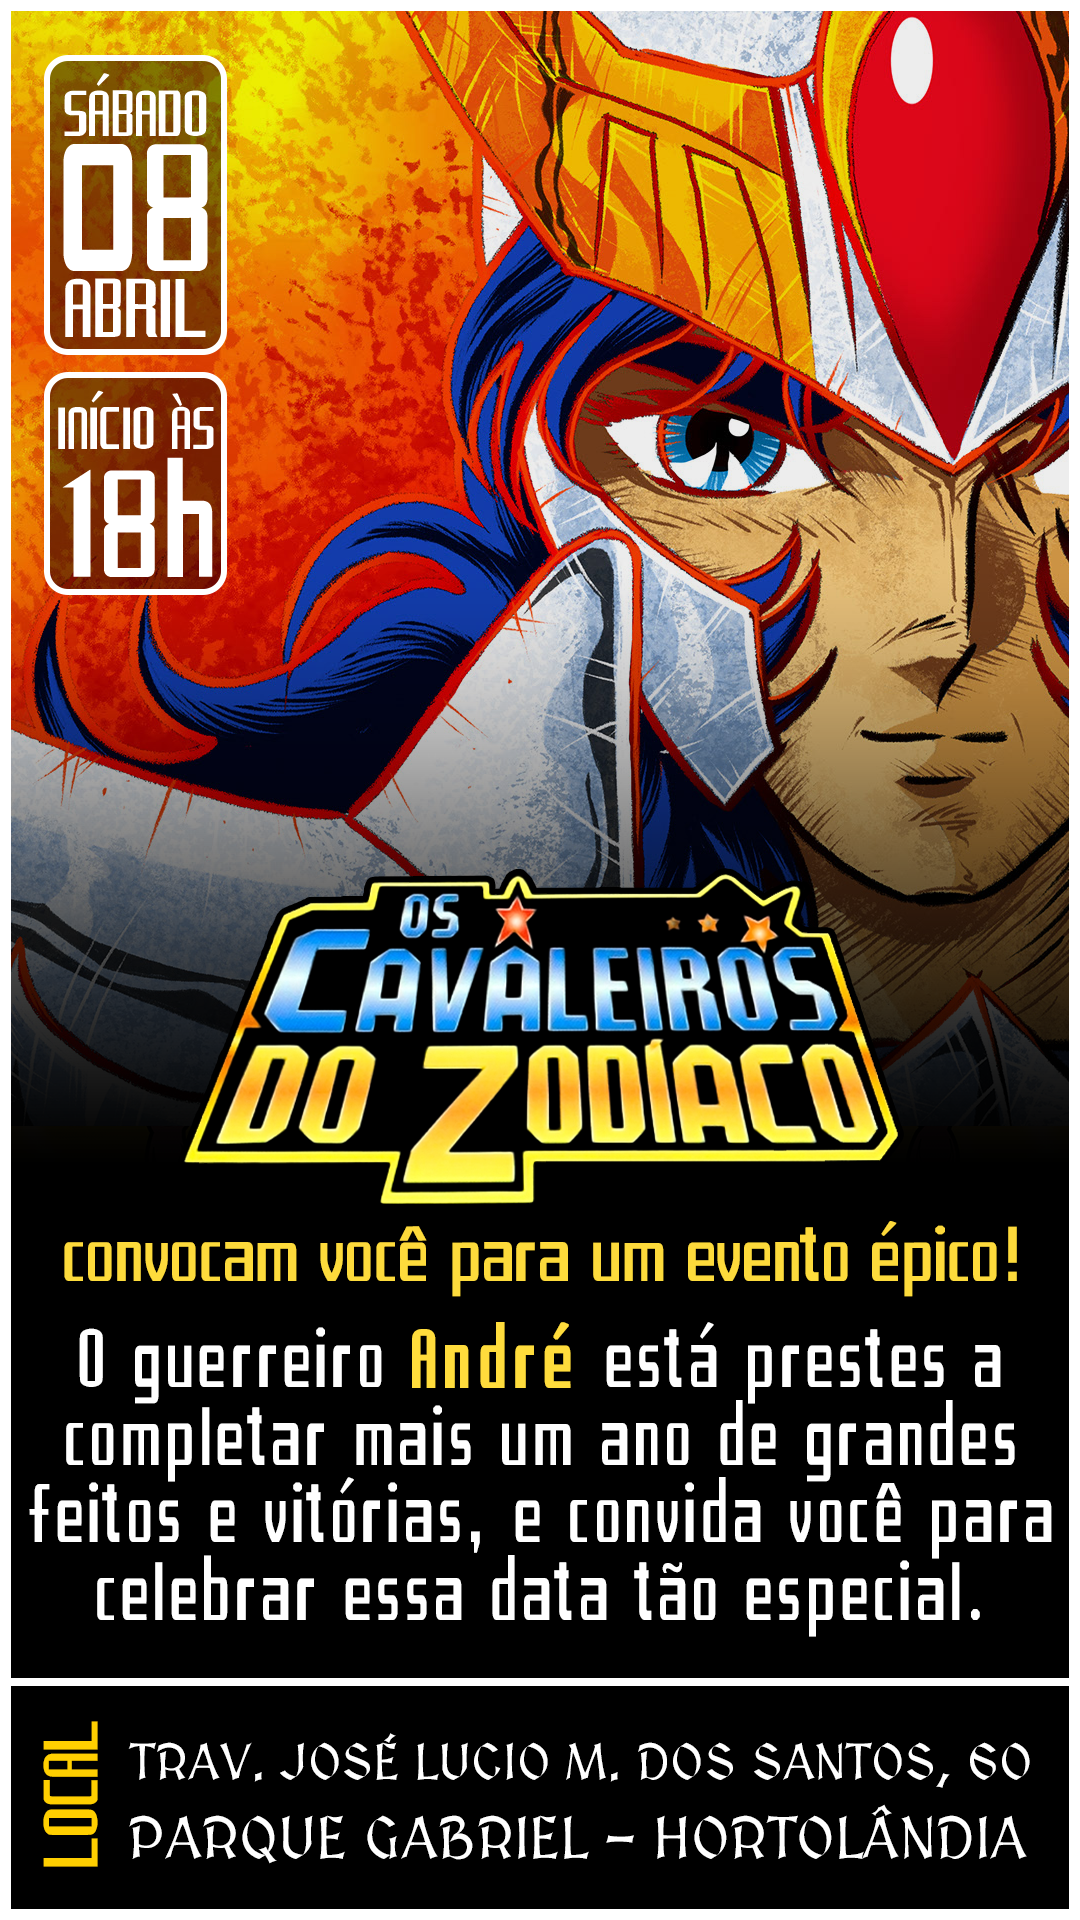 SÁBADO
08
ABRIL
INÍCIO ÀS
18h
OS
CAVALEIROS
DO ZODÍACO
convocam você para um evento épico!
O guerreiro André está prestes a
completar mais um ano de grandes
feitos e vitórias, e convida você para
celebrar essa data tão especial.
LOCAL
TRAV. JOSÉ LUCIO M. DOS SANTOS, 60
PARQUE GABRIEL – HORTOLÂNDIA